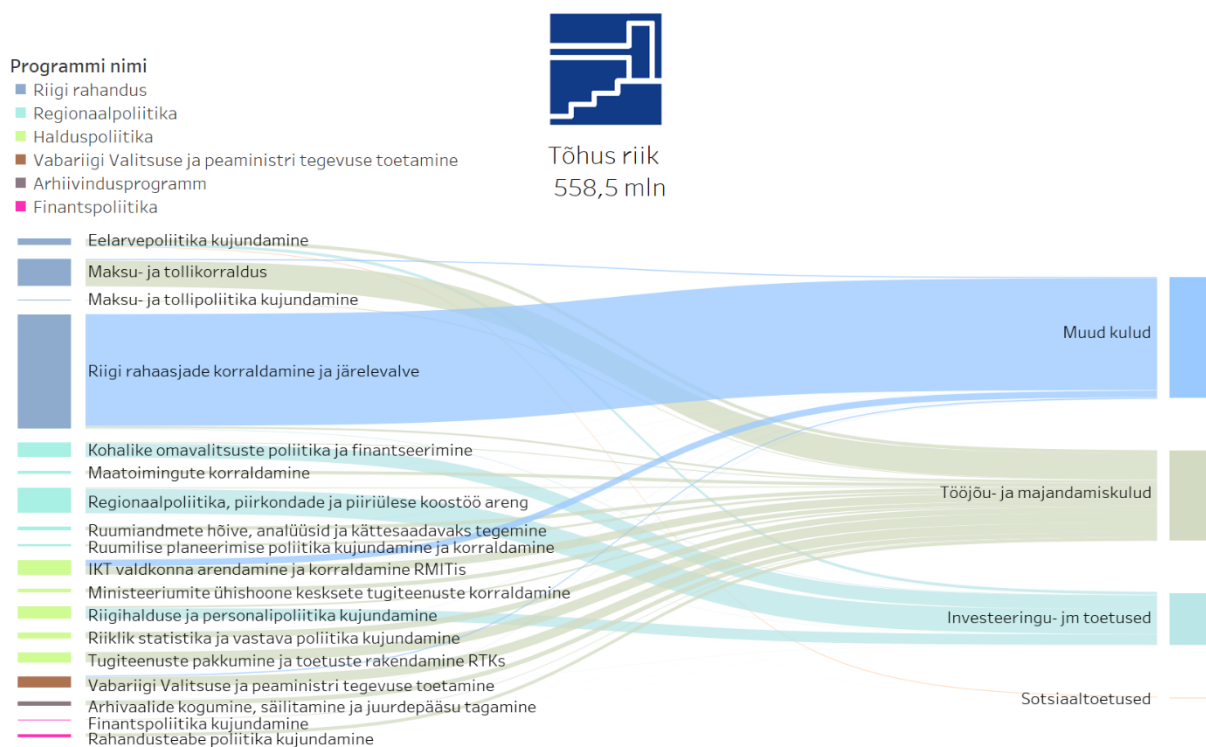 Programmi nimi
Riigi rahandus
Regionaalpoliitika
Halduspoliitika
Vabariigi Valitsuse ja peaministri tegevuse toetamine
Arhiivindusprogramm
Finantspoliitika
Tõhus riik
558,5 mln
Eelarvepoliitika kujundamine
Maksu- ja tollikorraldus
Maksu- ja tollipoliitika kujundamine
Riigi rahaasjade korraldamine ja järelevalve
Kohalike omavalitsuste poliitika ja finantseerimine
Maatoimingute korraldamine
Regionaalpoliitika, piirkondade ja piiriülese koostöö areng
Ruumiandmete hõive, analüüsid ja kättesaadavaks tegemine
Ruumilise planeerimise poliitika kujundamine ja korraldamine
IKT valdkonna arendamine ja korraldamine RMITis
Ministeeriumite ühishoone kesksete tugiteenuste korraldamine
Riigihalduse ja personalipoliitika kujundamine
Riiklik statistika ja vastava poliitika kujundamine
Tugiteenuste pakkumine ja toetuste rakendamine RTKs
Vabariigi Valitsuse ja peaministri tegevuse toetamine
Arhivaalide kogumine, säilitamine ja juurdepääsu tagamine
Finantspoliitika kujundamine
Rahandusteabe poliitika kujundamine
Muud kulud
Tööjõu- ja majandamiskulud
Investeeringu- jm toetused
Sotsiaaltoetused